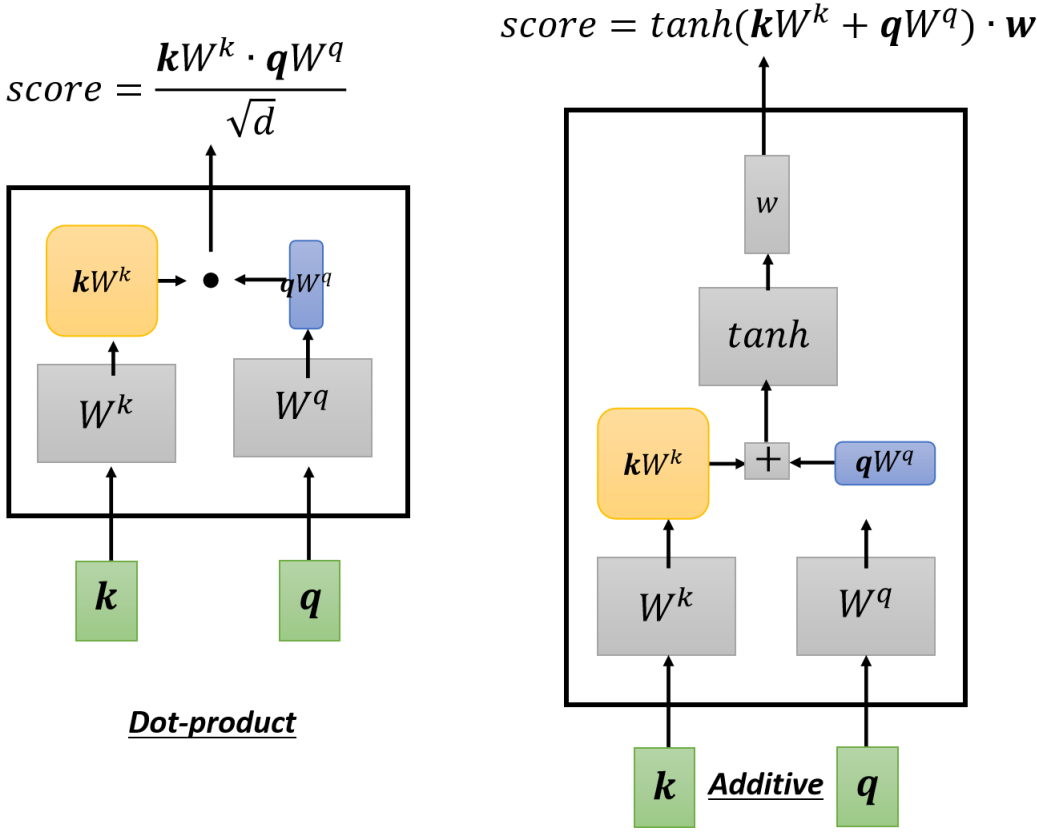 score = kW^k · qW^q / √d
kW^k
qW^q
W^k
W^q
k
q
Dot-product
score = tanh(kW^k + qW^q) · w
w
tanh
kW^k
+
qW^q
W^k
W^q
k
q
Additive